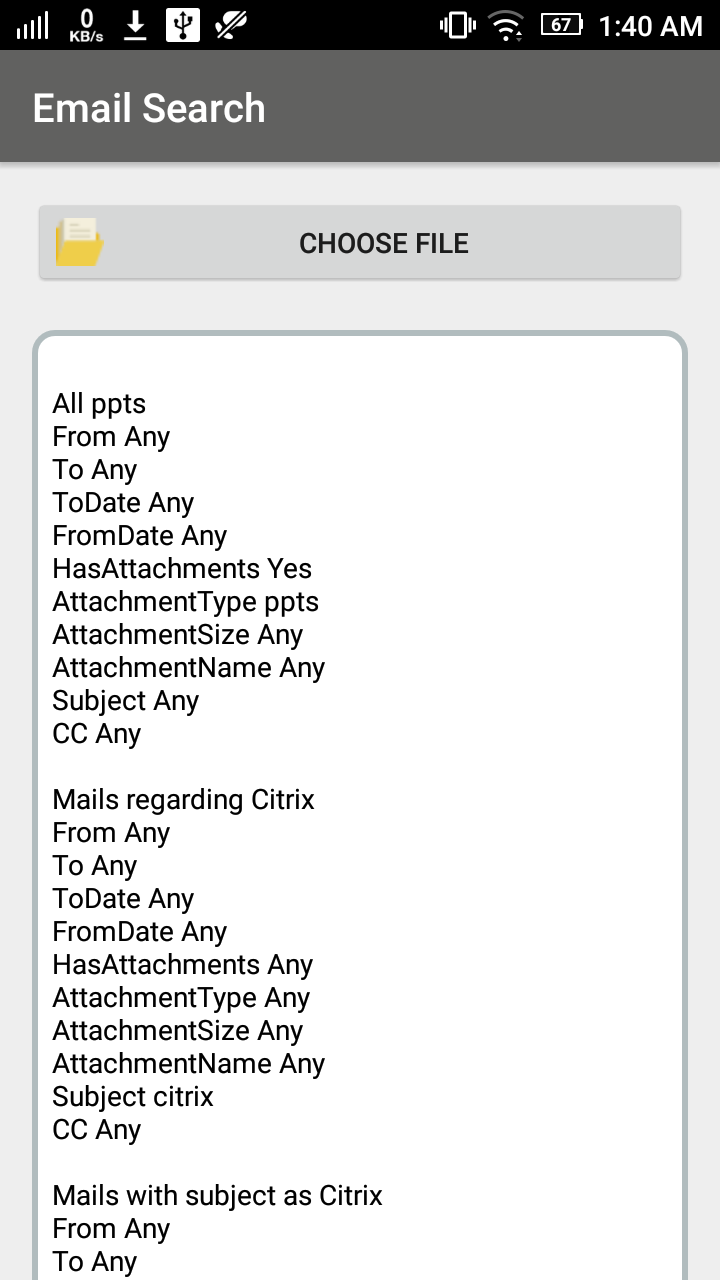 0
KB/s
67
1:40 AM
Email Search
CHOOSE FILE
All ppts
From Any
To Any
ToDate Any
FromDate Any
HasAttachments Yes
AttachmentType ppts
AttachmentSize Any
AttachmentName Any
Subject Any
CC Any
Mails regarding Citrix
From Any
To Any
ToDate Any
FromDate Any
HasAttachments Any
AttachmentType Any
AttachmentSize Any
AttachmentName Any
Subject citrix
CC Any
Mails with subject as Citrix
From Any
To Any